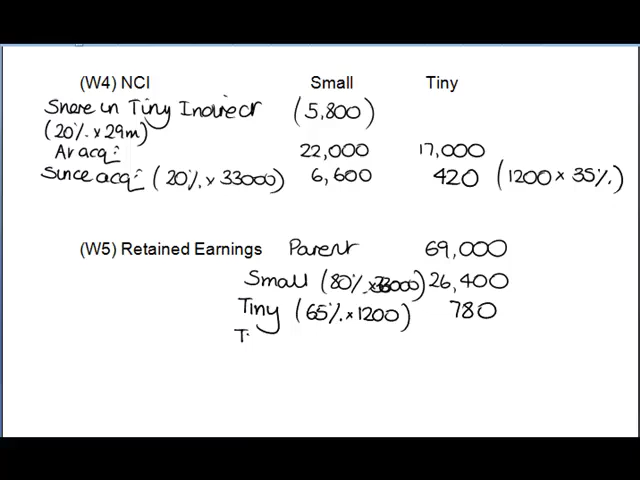 (W4) NCI Small Tiny
Share in Tiny Indirect (5,800)
(20% x 29m)
At acq: 22,000 17,000
Since acq: (20% x 33000) 6,600 420 (1200 x 35%)
(W5) Retained Earnings Parent 69,000
Small (80% x 33000) 26,400
Tiny (65% x 1200) 780
T